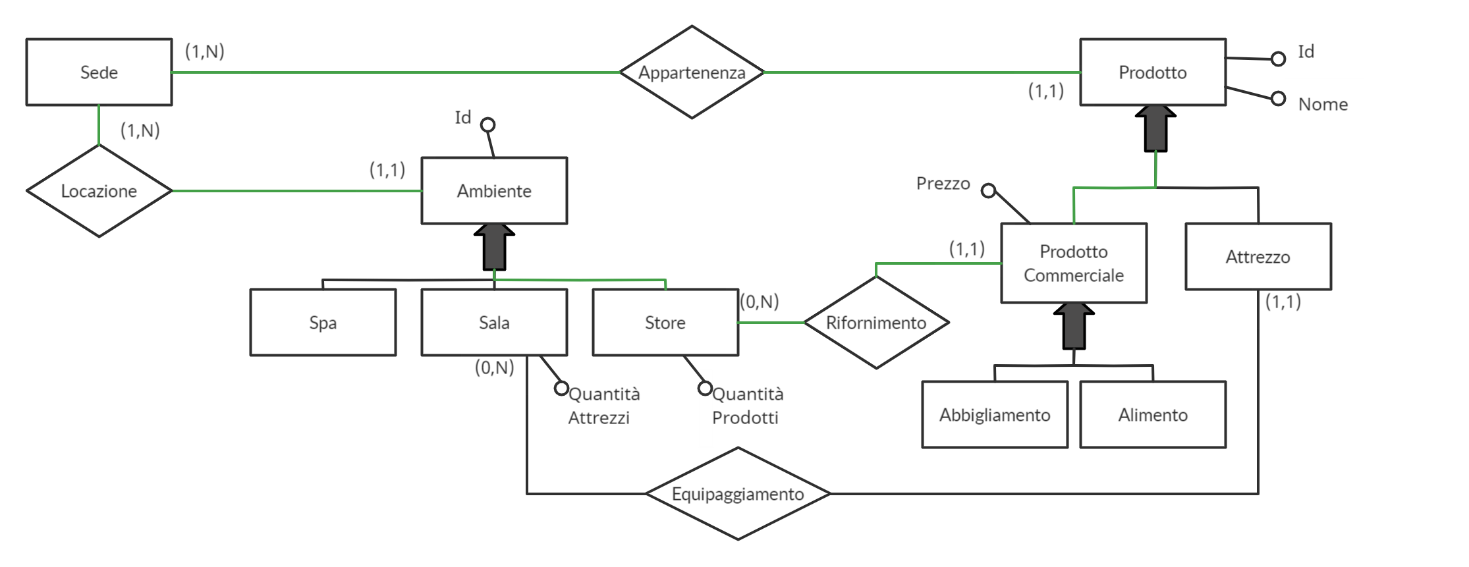 (1,N)
Sede
Appartenenza
Prodotto
Id
(1,1)
Nome
(1,N)
Id
Locazione
(1,1)
Ambiente
Prezzo
(1,1)
Prodotto
Commerciale
Attrezzo
Spa
Sala
Store
(0,N)
Rifornimento
(1,1)
(0,N)
Quantità
Attrezzi
Quantità
Prodotti
Abbigliamento
Alimento
Equipaggiamento